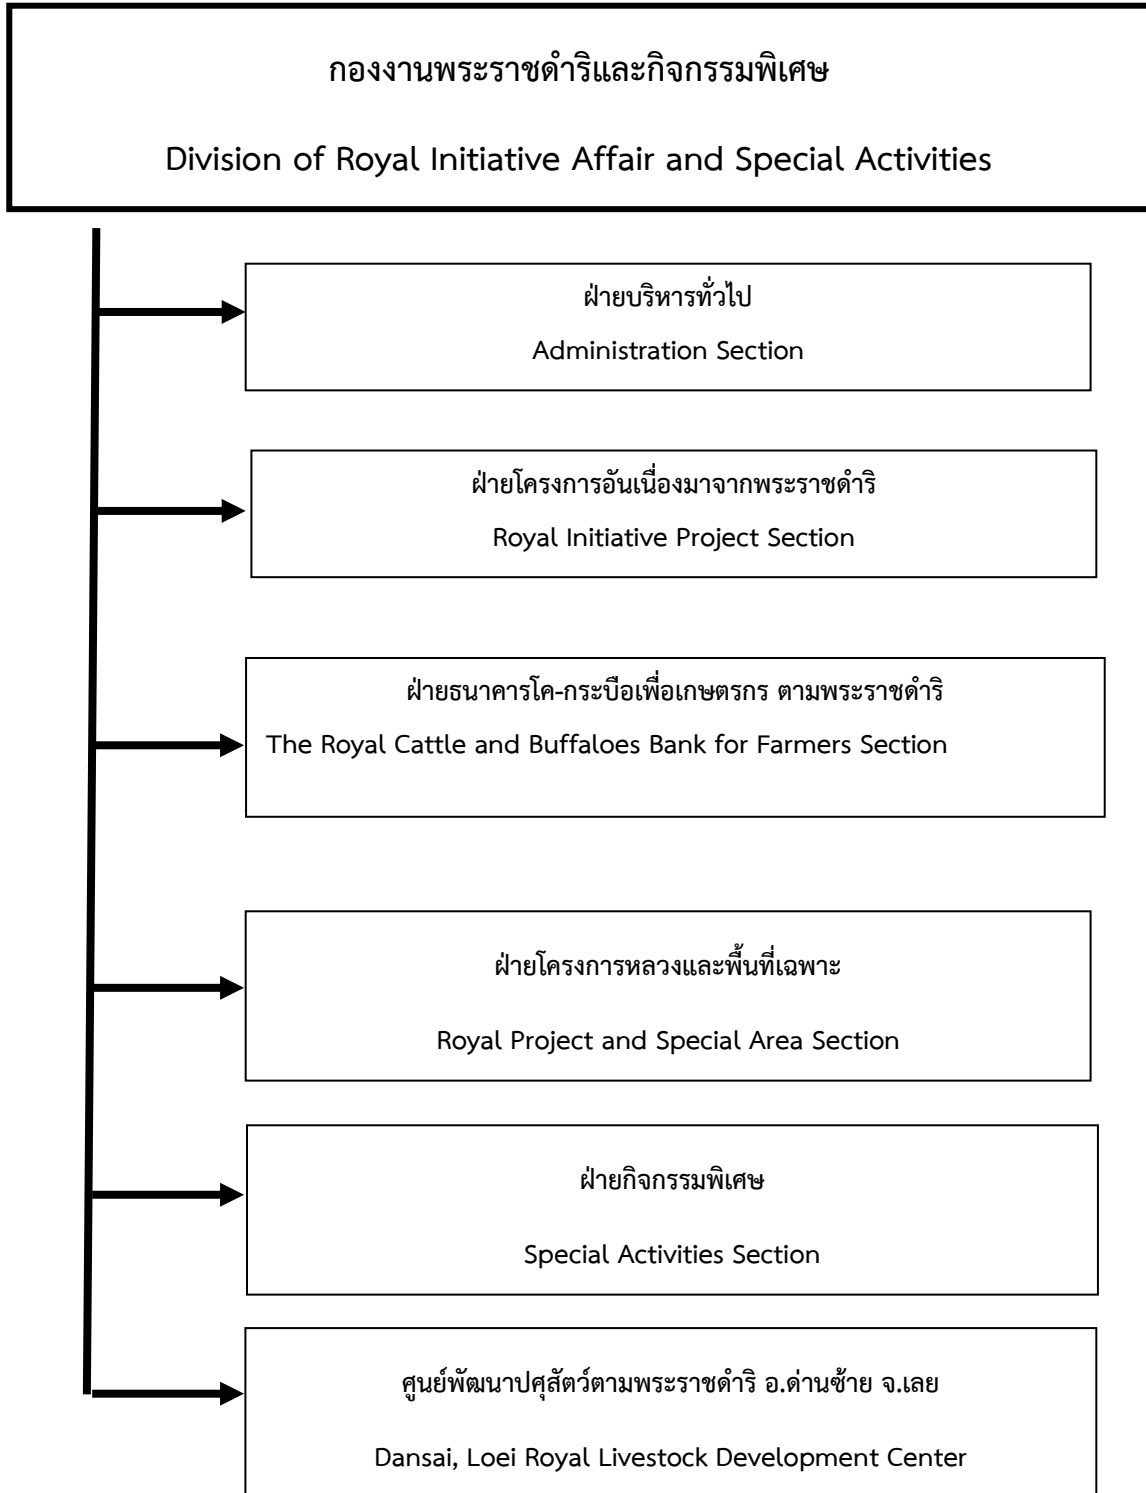 กองงานพระราชดำริและกิจกรรมพิเศษ
Division of Royal Initiative Affair and Special Activities
ฝ่ายบริหารทั่วไป
Administration Section
ฝ่ายโครงการอันเนื่องมาจากพระราชดำริ
Royal Initiative Project Section
ฝ่ายธนาคารโค-กระบือเพื่อเกษตรกร ตามพระราชดำริ
The Royal Cattle and Buffaloes Bank for Farmers Section
ฝ่ายโครงการหลวงและพื้นที่เฉพาะ
Royal Project and Special Area Section
ฝ่ายกิจกรรมพิเศษ
Special Activities Section
ศูนย์พัฒนาปศุสัตว์ตามพระราชดำริ อ.ด่านซ้าย จ.เลย
Dansai, Loei Royal Livestock Development Center